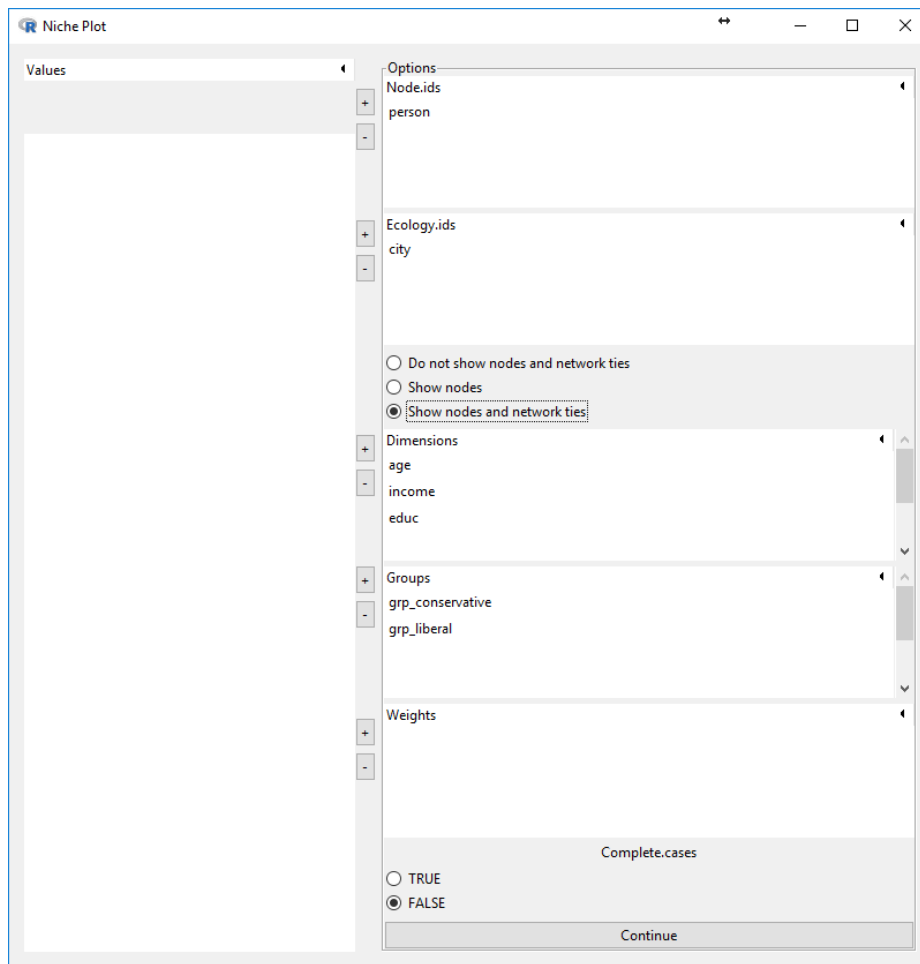 Niche Plot
Values
Options
Node.ids
+
person
-
Ecology.ids
+
city
-
Do not show nodes and network ties
Show nodes
Show nodes and network ties
Dimensions
+
age
-
income
educ
Groups
+
grp_conservative
-
grp_liberal
Weights
+
-
Complete.cases
TRUE
FALSE
Continue